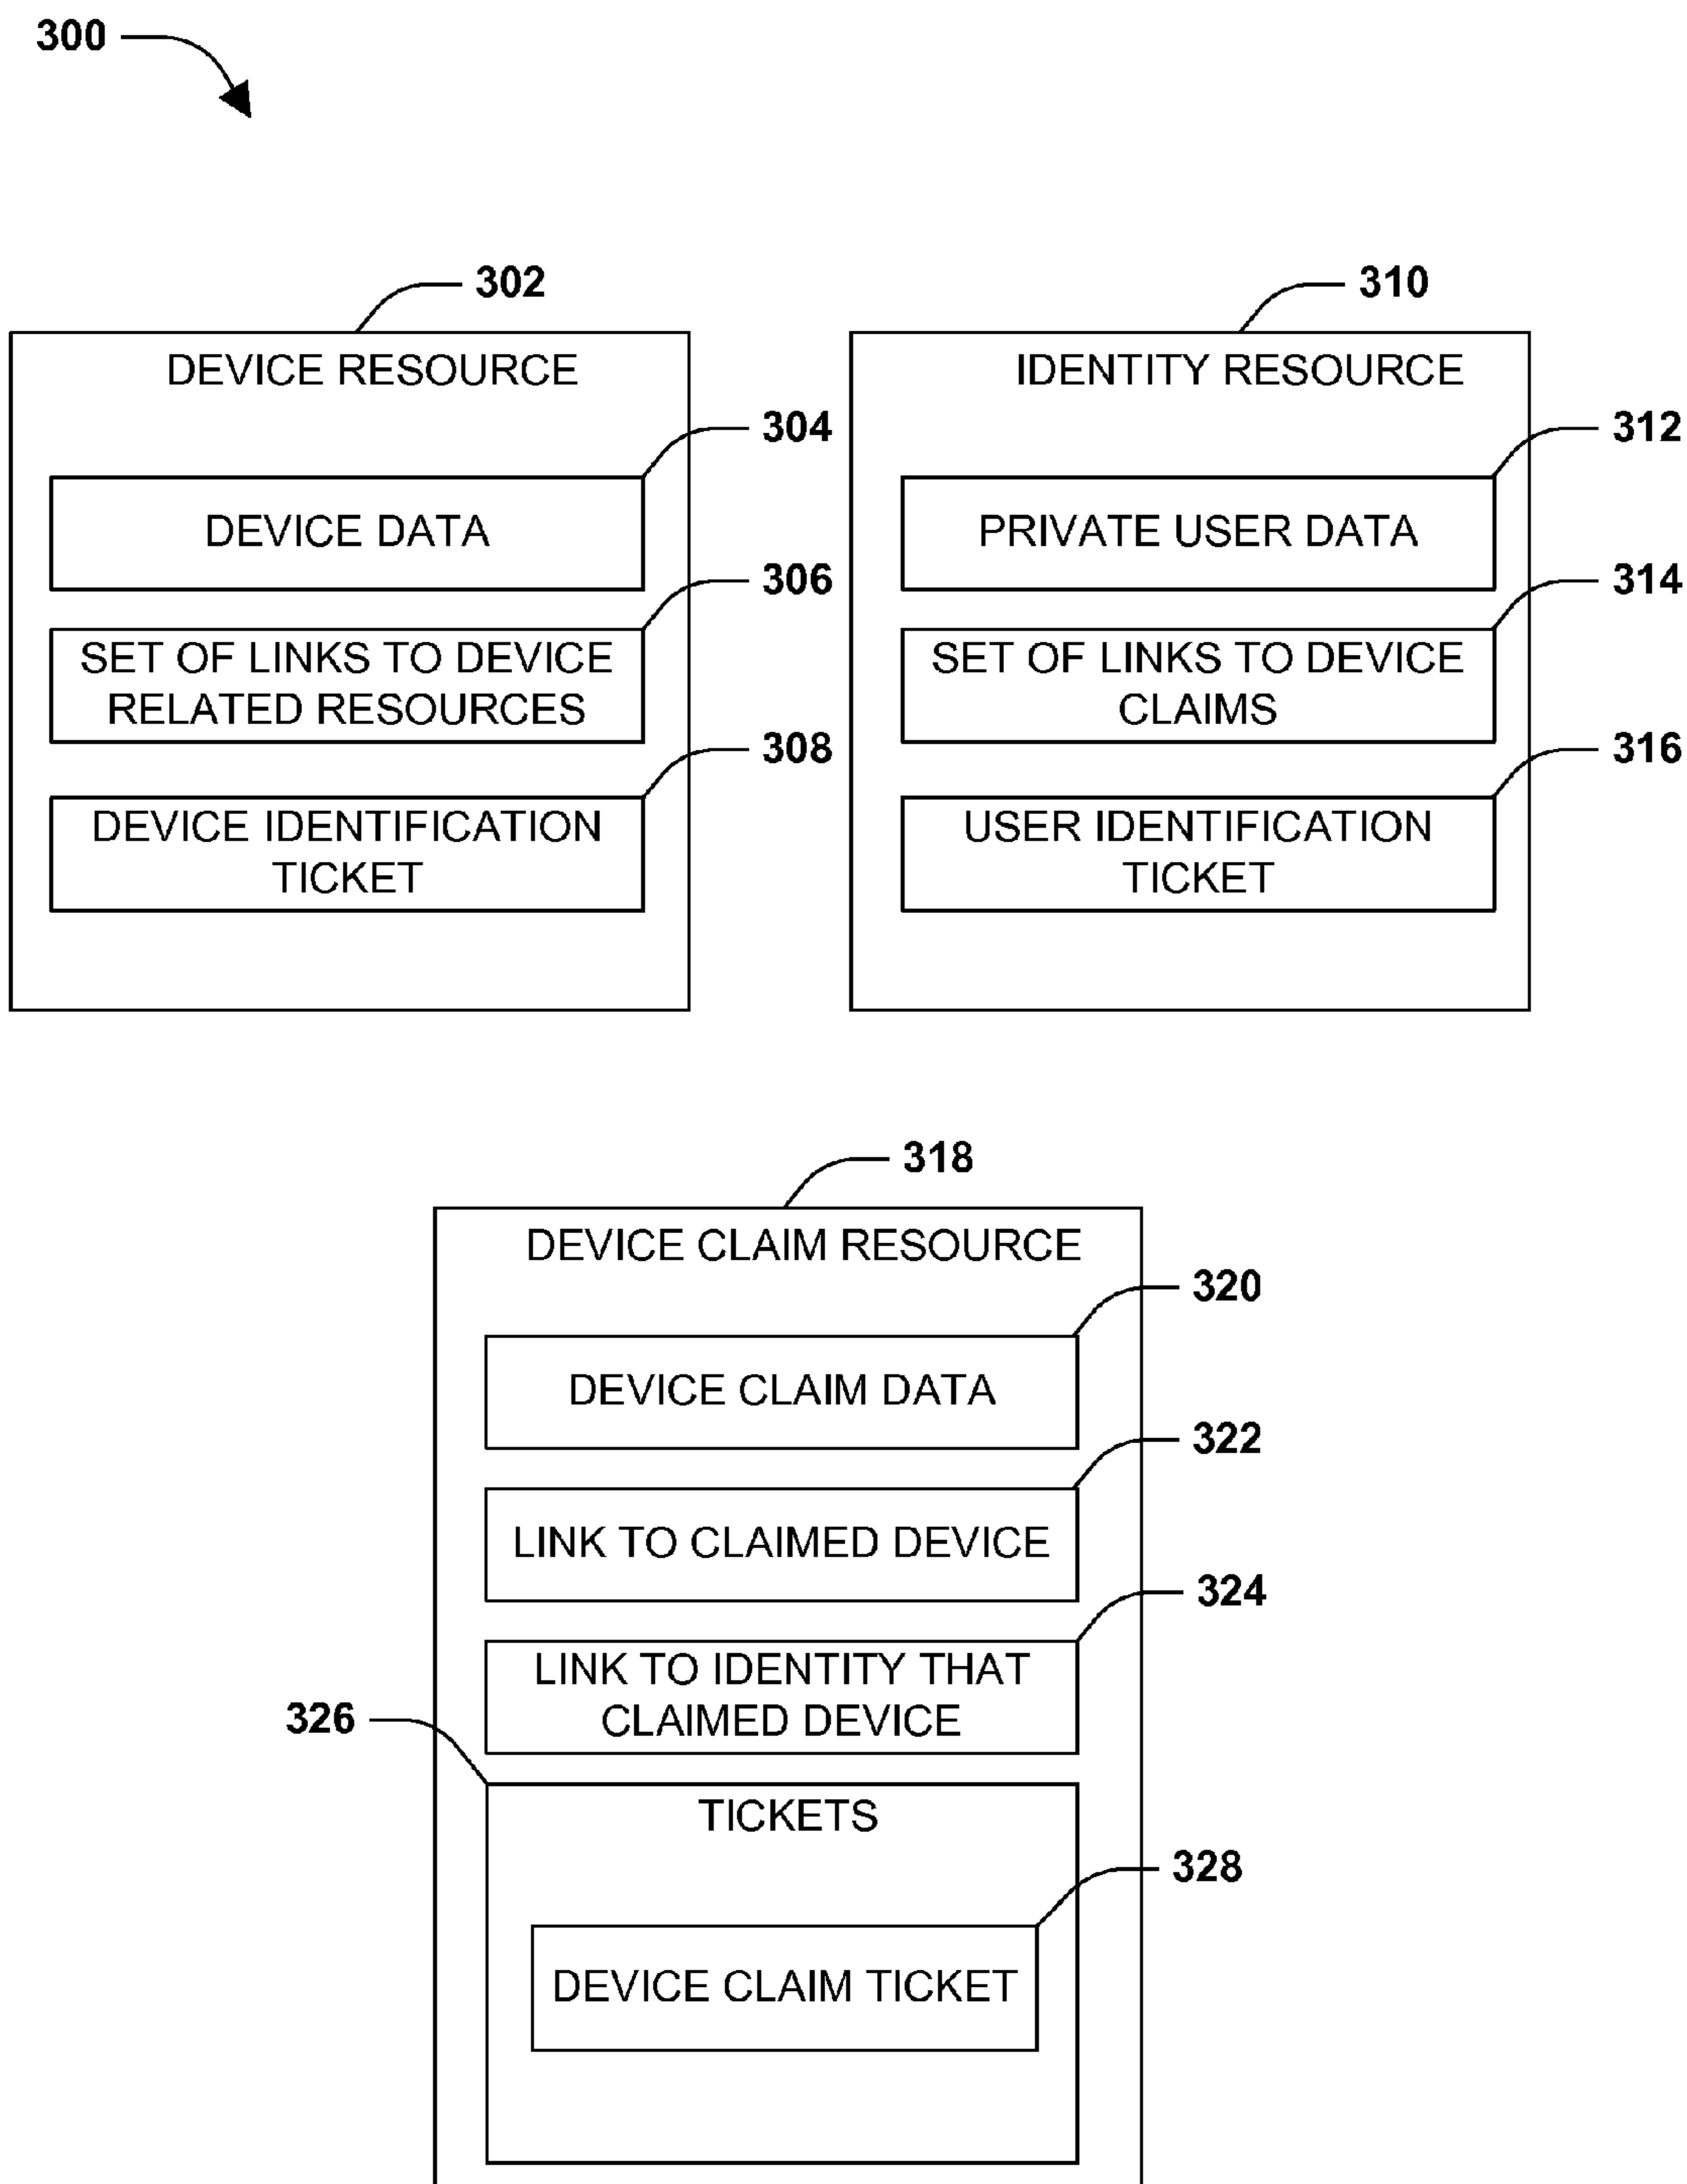 300
302
DEVICE RESOURCE
304
DEVICE DATA
306
SET OF LINKS TO DEVICE
RELATED RESOURCES
308
DEVICE IDENTIFICATION
TICKET
310
IDENTITY RESOURCE
312
PRIVATE USER DATA
314
SET OF LINKS TO DEVICE
CLAIMS
316
USER IDENTIFICATION
TICKET
318
DEVICE CLAIM RESOURCE
320
DEVICE CLAIM DATA
322
LINK TO CLAIMED DEVICE
324
LINK TO IDENTITY THAT
CLAIMED DEVICE
326
TICKETS
328
DEVICE CLAIM TICKET